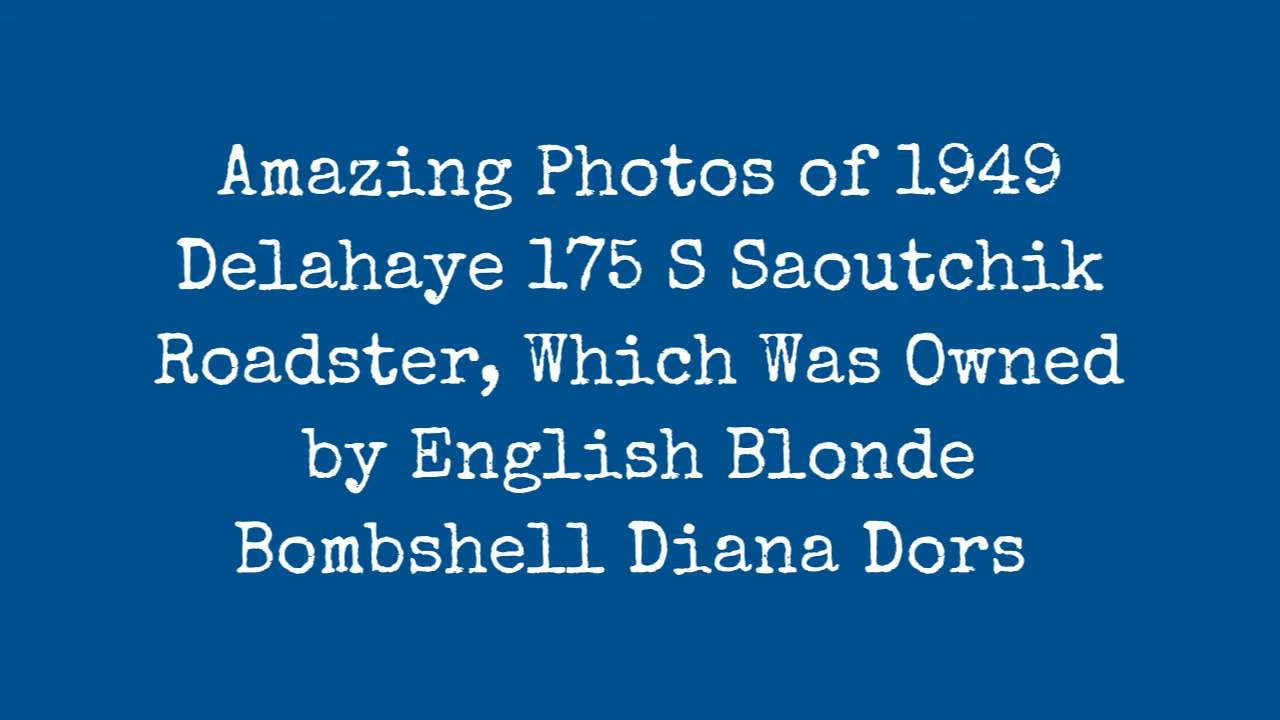 Amazing Photos of 1949
Delahaye 175 S Saoutchik
Roadster, Which Was Owned
by English Blonde
Bombshell Diana Dors